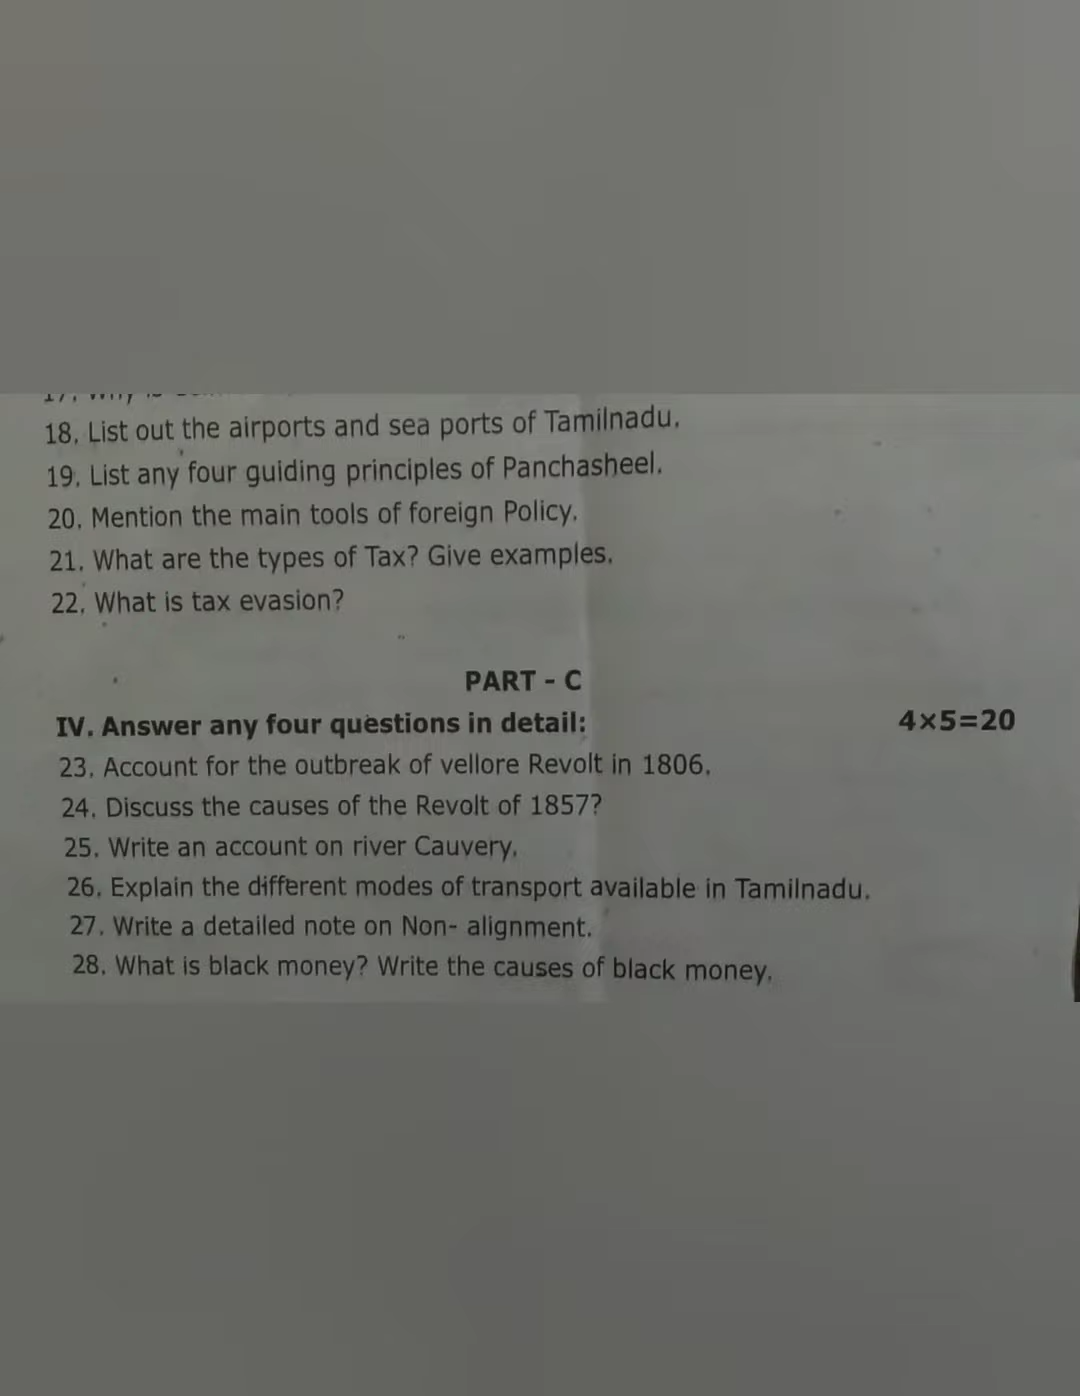 18. List out the airports and sea ports of Tamilnadu.
19. List any four guiding principles of Panchasheel.
20. Mention the main tools of foreign Policy.
21. What are the types of Tax? Give examples.
22. What is tax evasion?
PART - C
IV. Answer any four questions in detail: 4×5=20
23. Account for the outbreak of vellore Revolt in 1806.
24. Discuss the causes of the Revolt of 1857?
25. Write an account on river Cauvery.
26. Explain the different modes of transport available in Tamilnadu.
27. Write a detailed note on Non- alignment.
28. What is black money? Write the causes of black money.